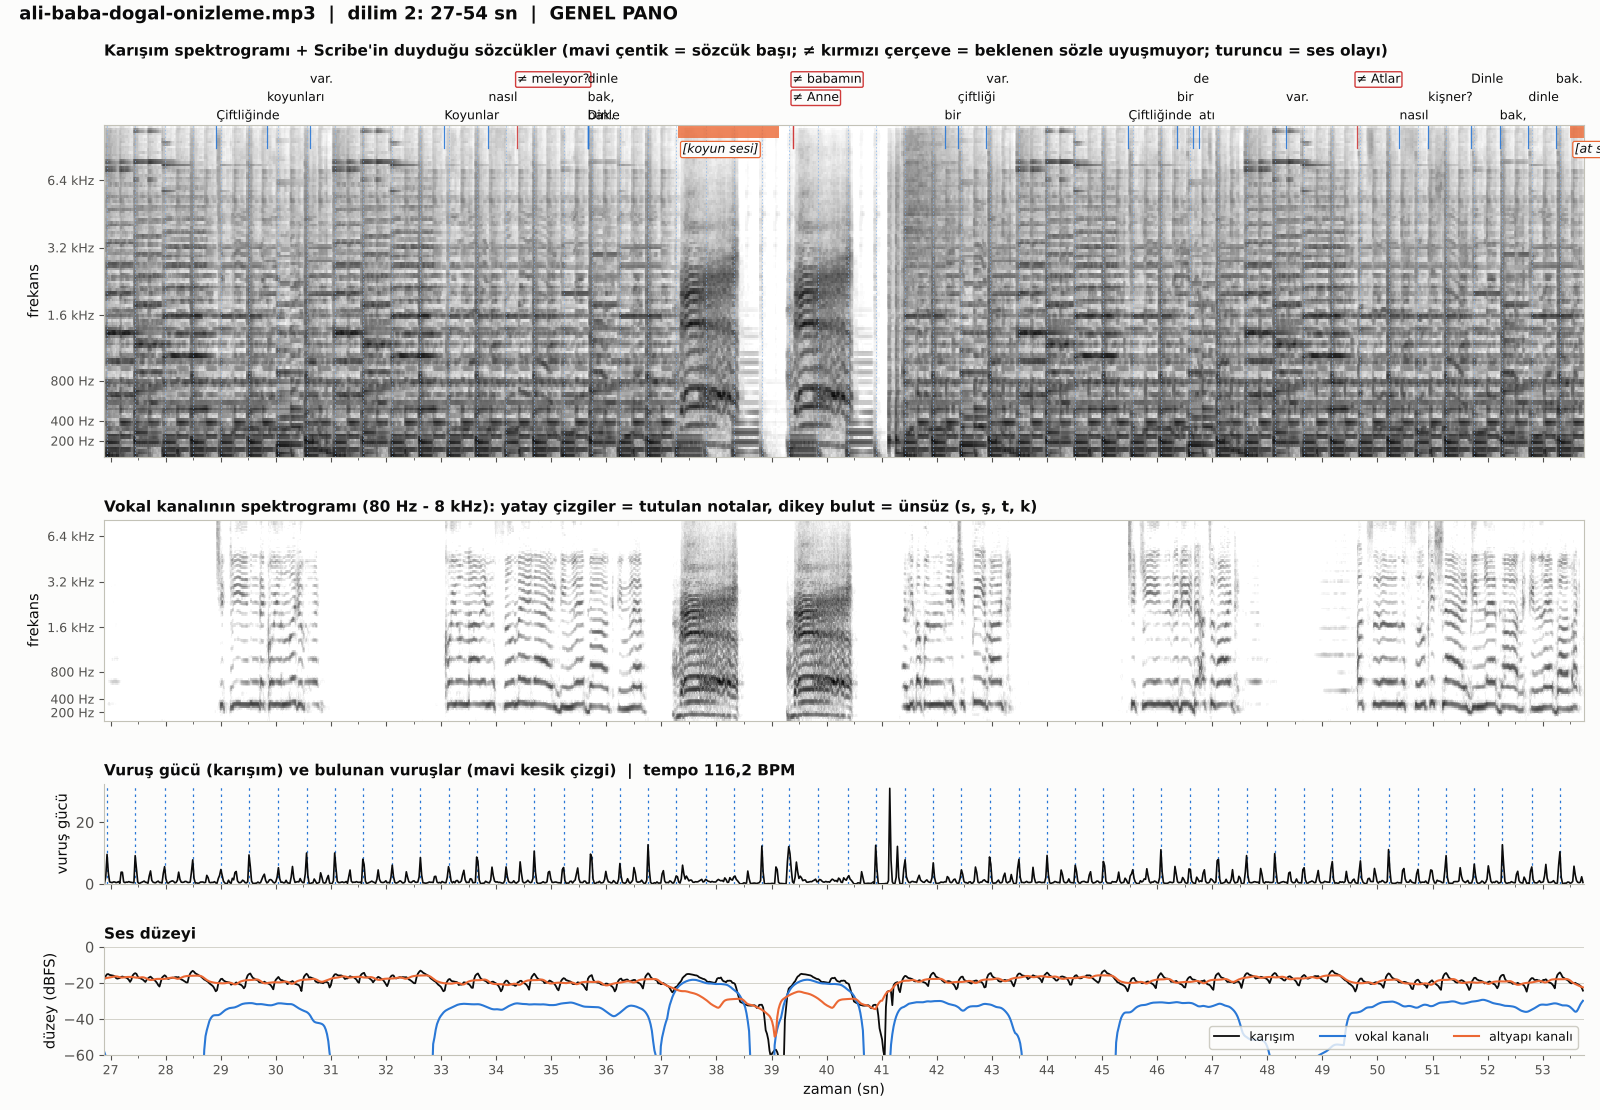 ali-baba-dogal-onizleme.mp3 | dilim 2: 27-54 sn | GENEL PANO
Karışım spektrogramı + Scribe'in duyduğu sözcükler (mavi çentik = sözcük başı; ≠ kırmızı çerçeve = beklenen sözle uyuşmuyor; turuncu = ses olayı)
var. ≠ meleyor? dinle ≠ babamın var. de ≠ Atlar Dinle bak.
koyunları nasıl bak, ≠ Anne çiftliği bir var. kişner? dinle
Çiftliğinde Koyunlar Dinle bir Çiftliğinde atı nasıl bak,
[koyun sesi] [at s
frekans
6.4 kHz
3.2 kHz
1.6 kHz
800 Hz
400 Hz
200 Hz
27 28 29 30 31 32 33 34 35 36 37 38 39 40 41 42 43 44 45 46 47 48 49 50 51 52 53
Vokal kanalının spektrogramı (80 Hz - 8 kHz): yatay çizgiler = tutulan notalar, dikey bulut = ünsüz (s, ş, t, k)
frekans
6.4 kHz
3.2 kHz
1.6 kHz
800 Hz
400 Hz
200 Hz
Vuruş gücü (karışım) ve bulunan vuruşlar (mavi kesik çizgi) | tempo 116,2 BPM
vuruş gücü
20
0
Ses düzeyi
düzey (dBFS)
0
−20
−40
−60
karışım vokal kanalı altyapı kanalı
zaman (sn)